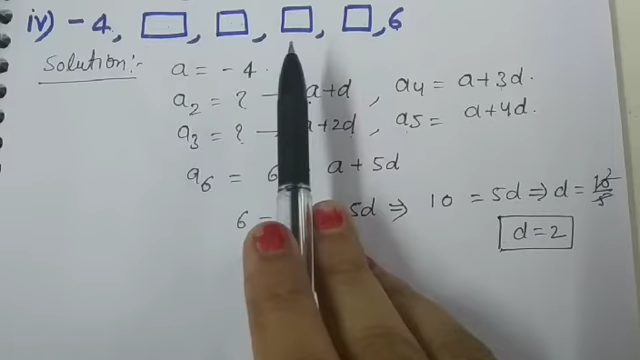 iv) - 4, □, □, □, □, 6
Solution:-
a = - 4.
a₂ = ? → a+d, a₄ = a+3d.
a₃ = ? → a+2d, a₅ = a+4d.
a₆ = 6 a + 5d
6 = 5d ⇒ 10 = 5d ⇒ d = 10/5 2
d = 2